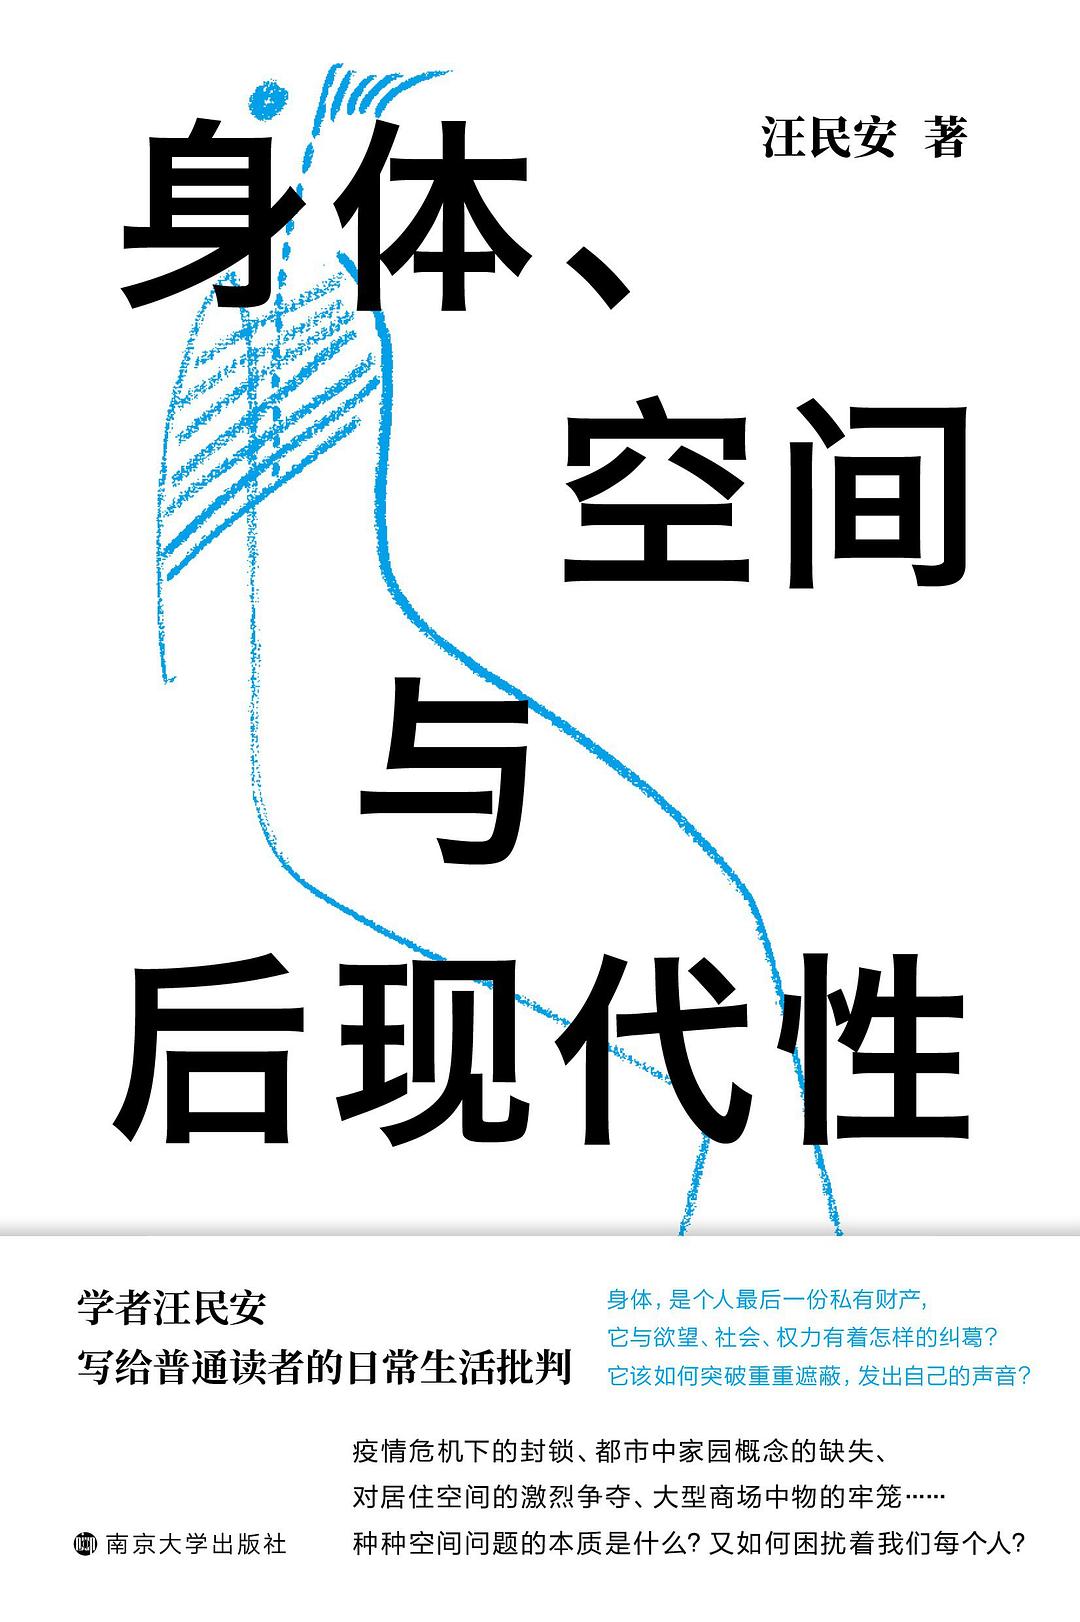 汪民安 著
身体、
空间
与
后现代性
学者汪民安
写给普通读者的日常生活批判
身体，是个人最后一份私有财产，
它与欲望、社会、权力有着怎样的纠葛？
它该如何突破重重遮蔽，发出自己的声音？
疫情危机下的封锁、都市中家园概念的缺失、
对居住空间的激烈争夺、大型商场中物的牢笼……
种种空间问题的本质是什么？又如何困扰着我们每个人？
南京大学出版社